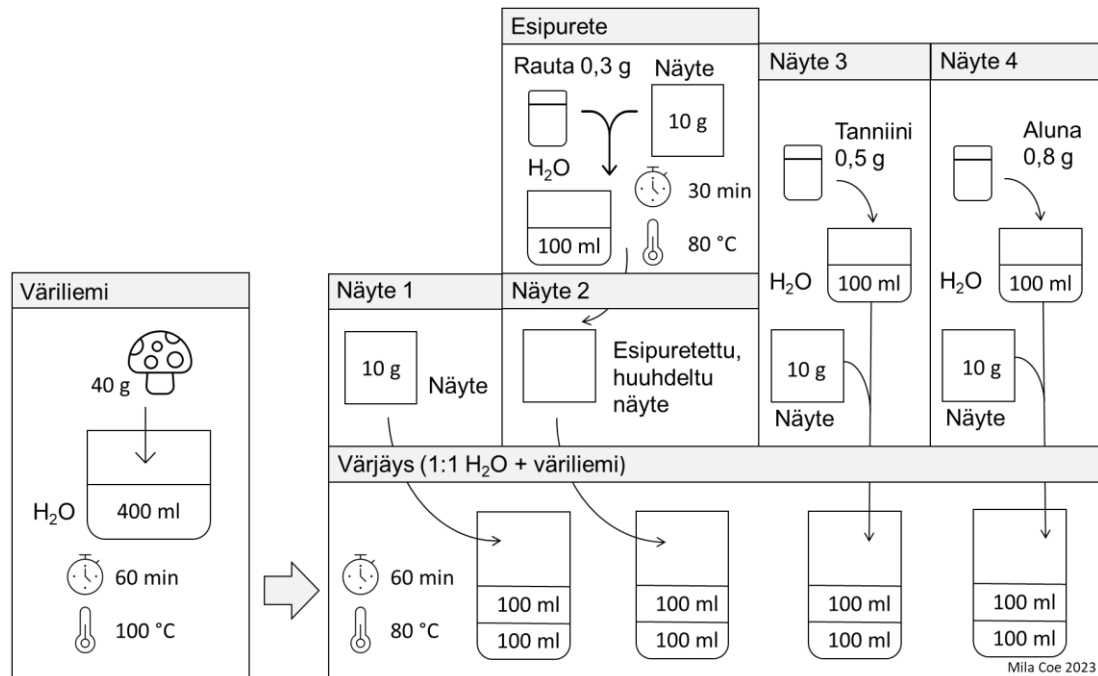 Esipurete
Rauta 0,3 g
Näyte
10 g
H₂O
100 ml
30 min
80 °C
Näyte 3
Tanniini
0,5 g
H₂O
100 ml
10 g
Näyte
Näyte 4
Aluna
0,8 g
H₂O
100 ml
10 g
Näyte
Väriliemi
40 g
H₂O
400 ml
60 min
100 °C
Näyte 1
10 g
Näyte
Näyte 2
Esipuretettu,
huuhdeltu
näyte
Värjäys (1:1 H₂O + väriliemi)
60 min
80 °C
100 ml
100 ml
100 ml
100 ml
100 ml
100 ml
100 ml
100 ml
Mila Coe 2023